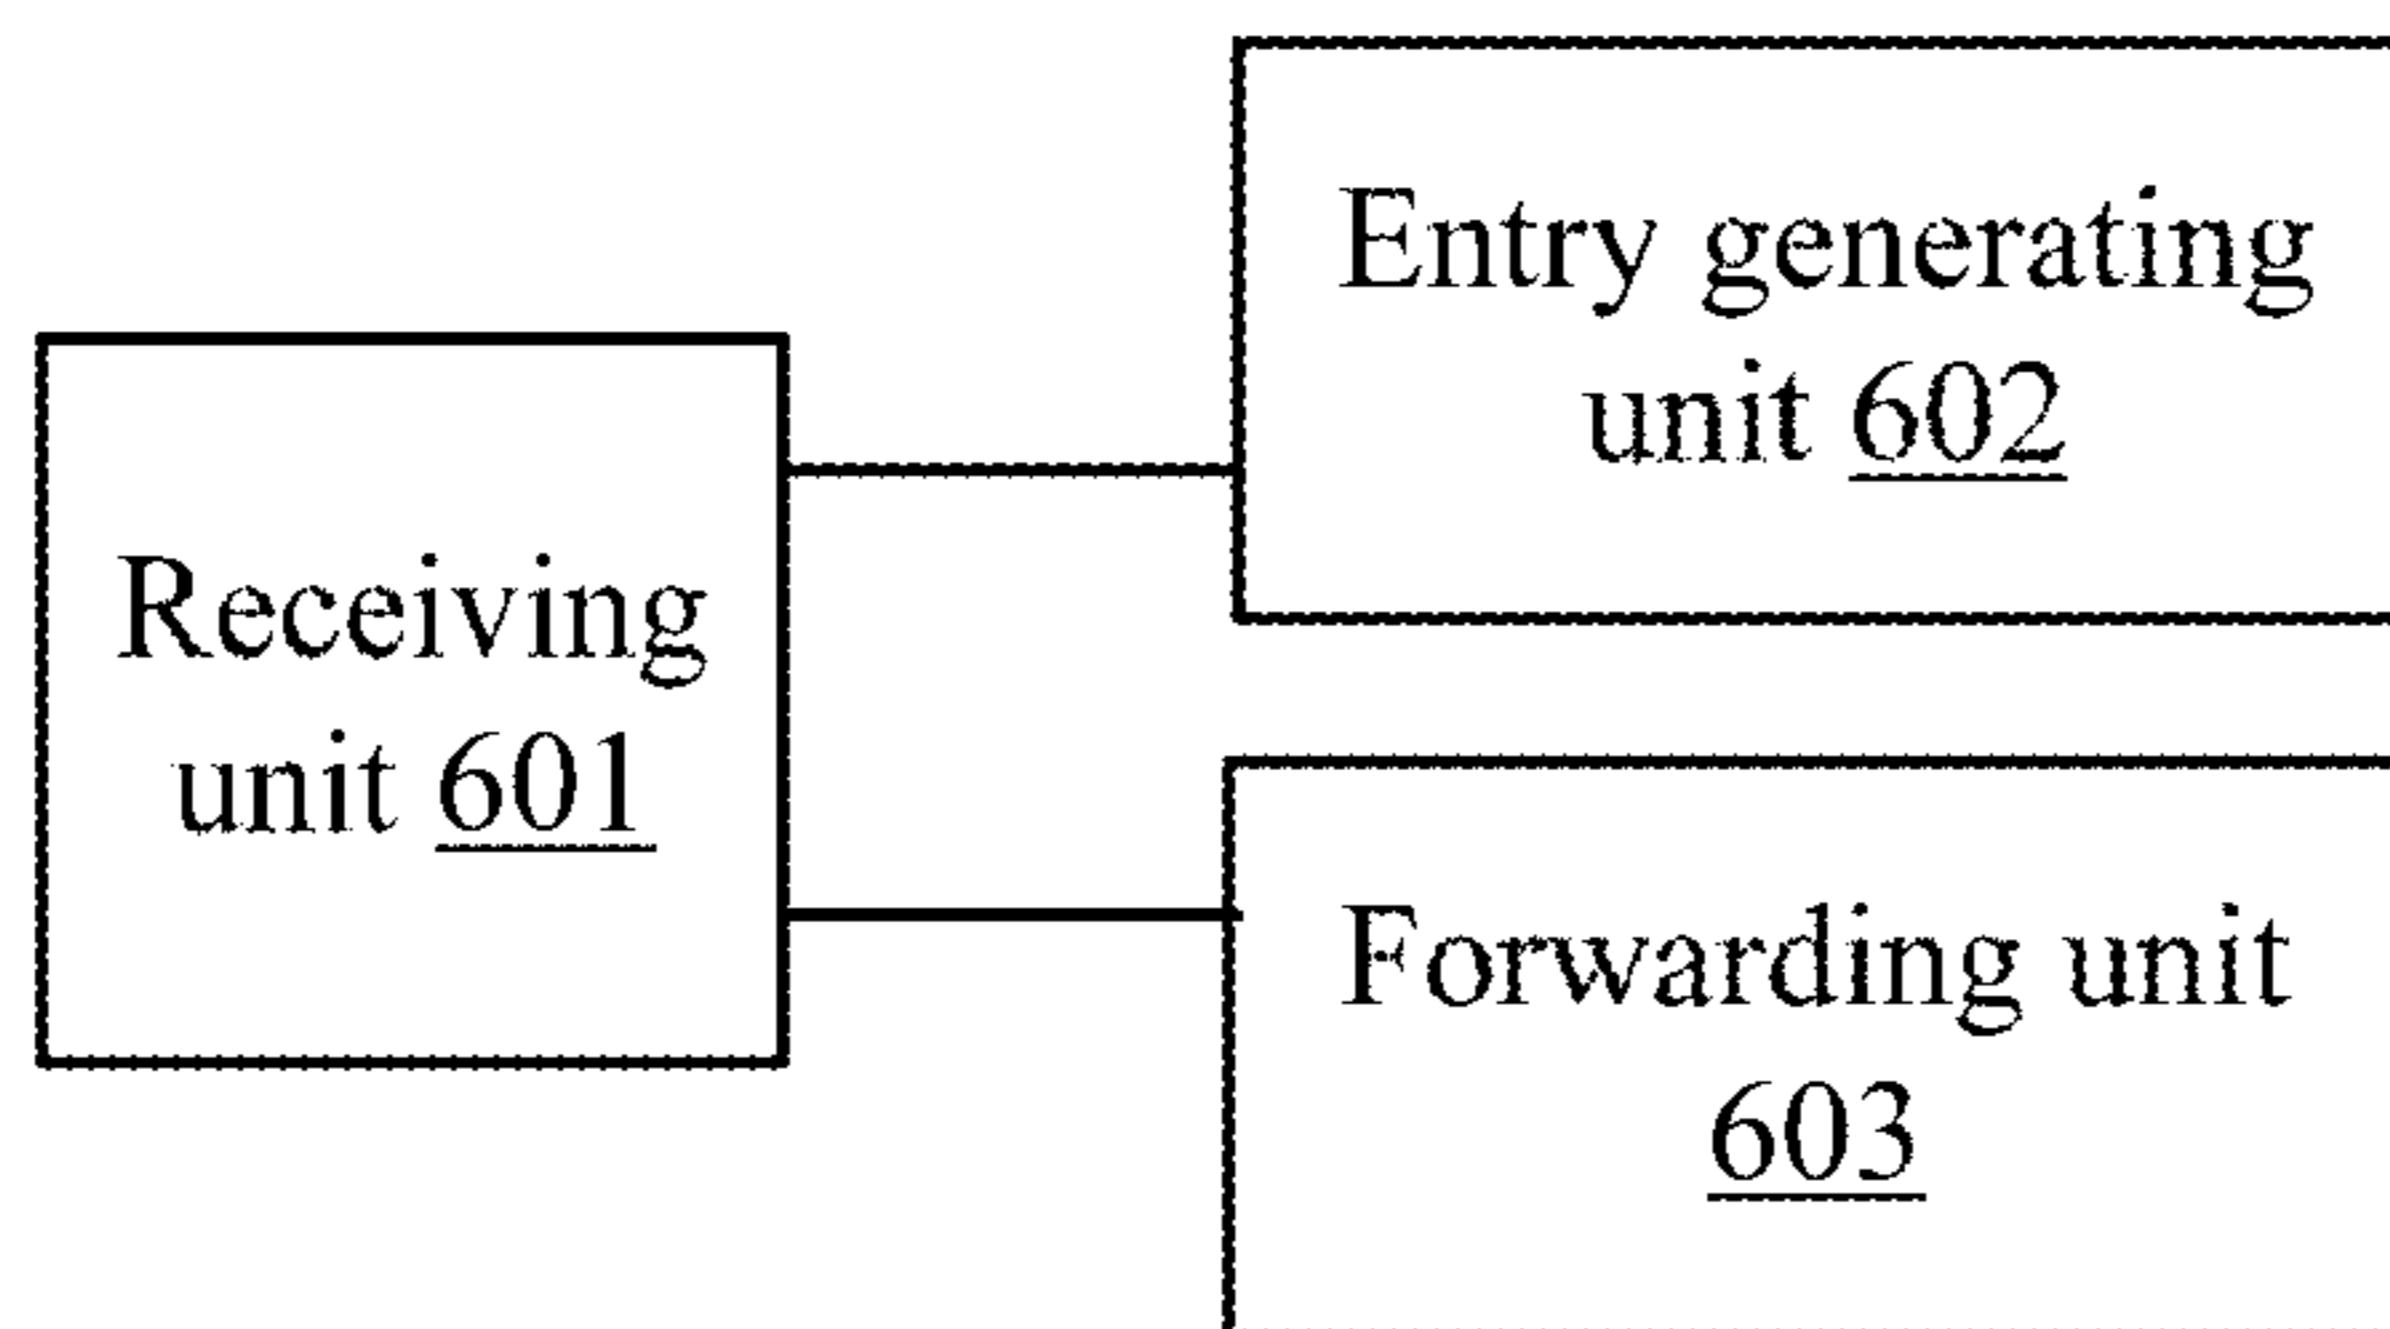 Entry generating
unit 602
Receiving
unit 601
Forwarding unit
603